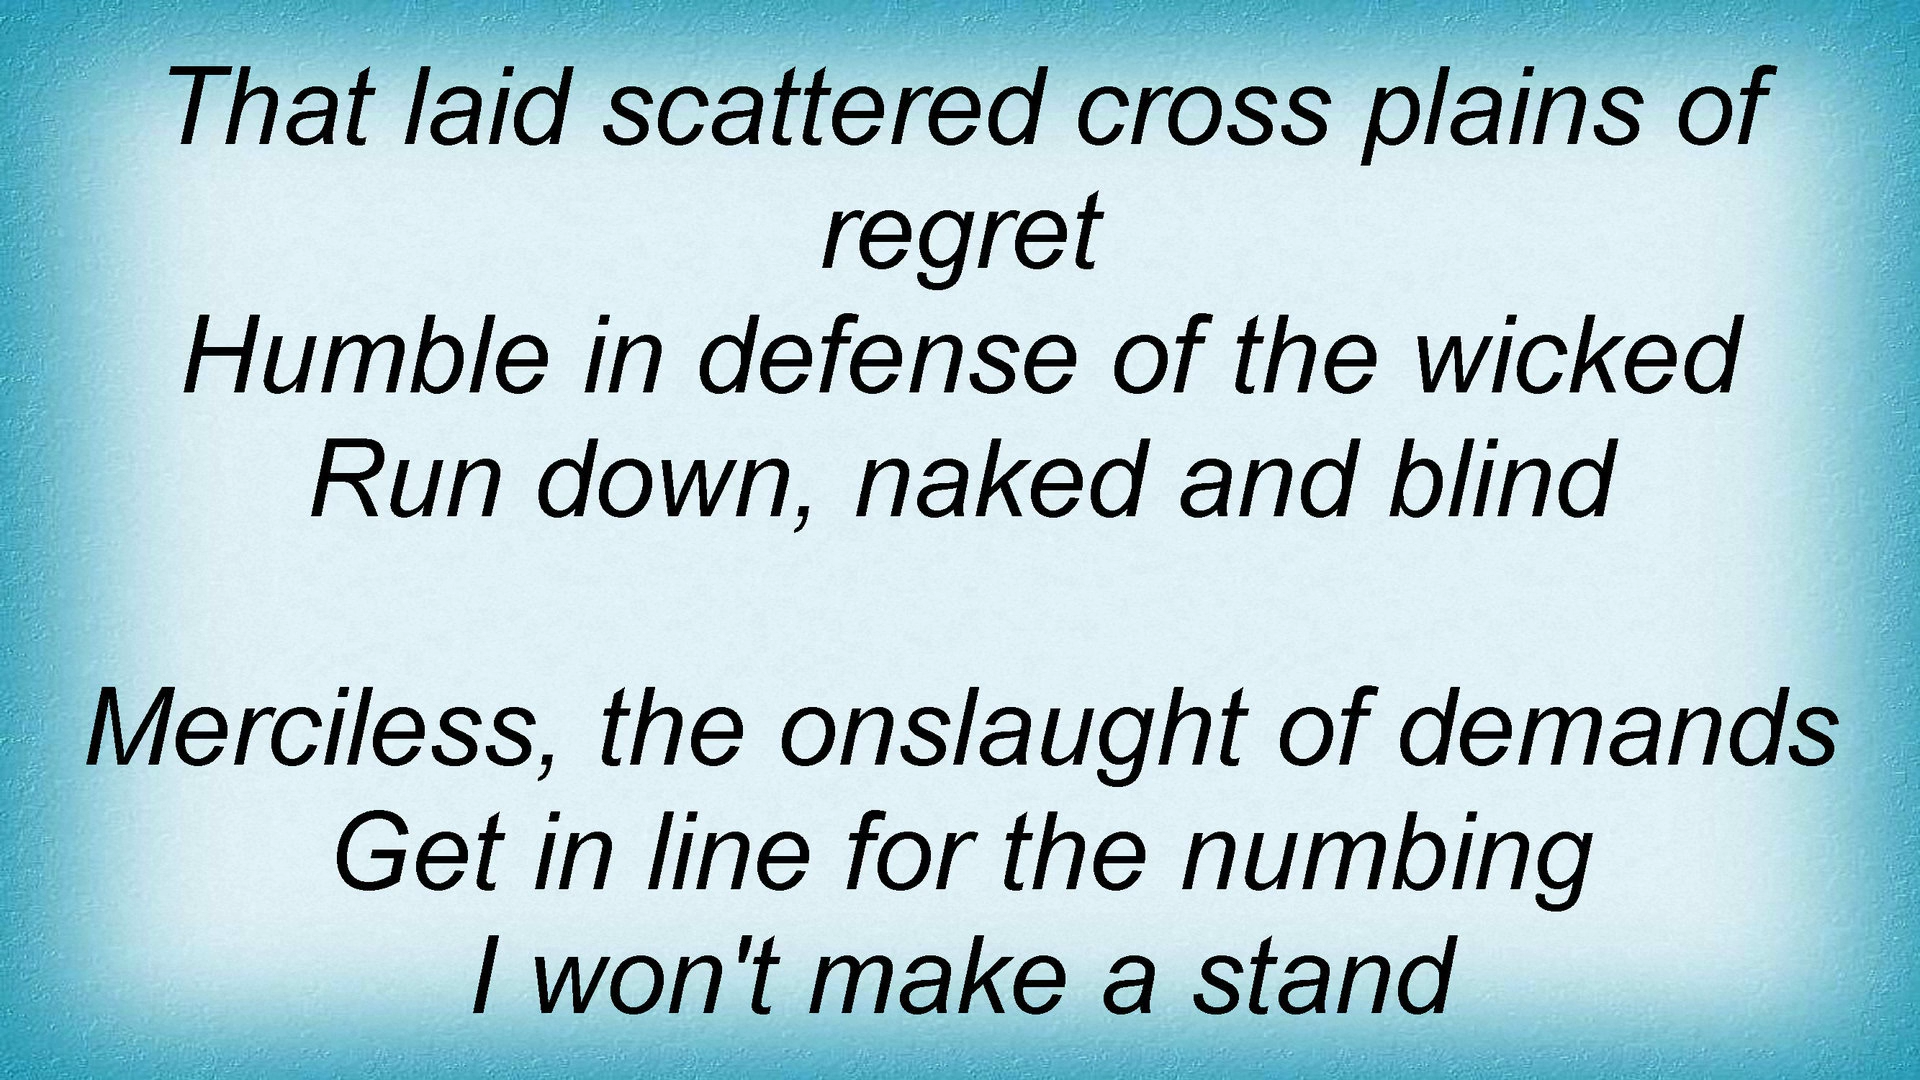 That laid scattered cross plains of
regret
Humble in defense of the wicked
Run down, naked and blind
Merciless, the onslaught of demands
Get in line for the numbing
I won't make a stand